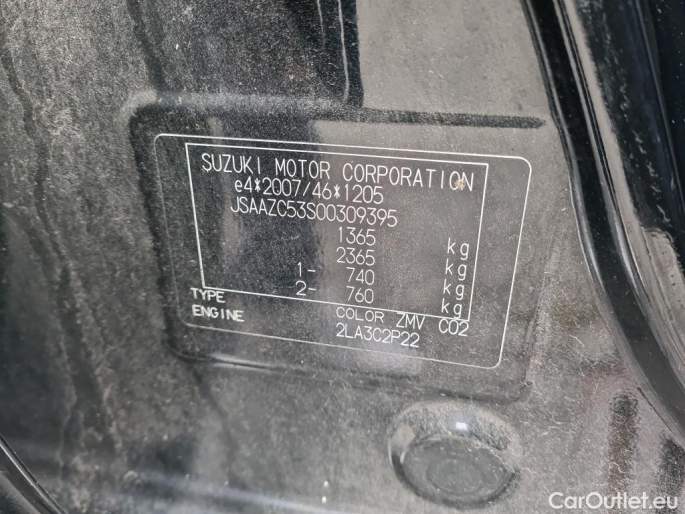 SUZUKI MOTOR CORPORATION
e4*2007/46*1205
JSAAZC53S00309395
1365 kg
2365 kg
1- 740 kg
2- 760 kg
TYPE COLOR ZMV C02
ENGINE 2LA3C2P22
CarOutlet.eu